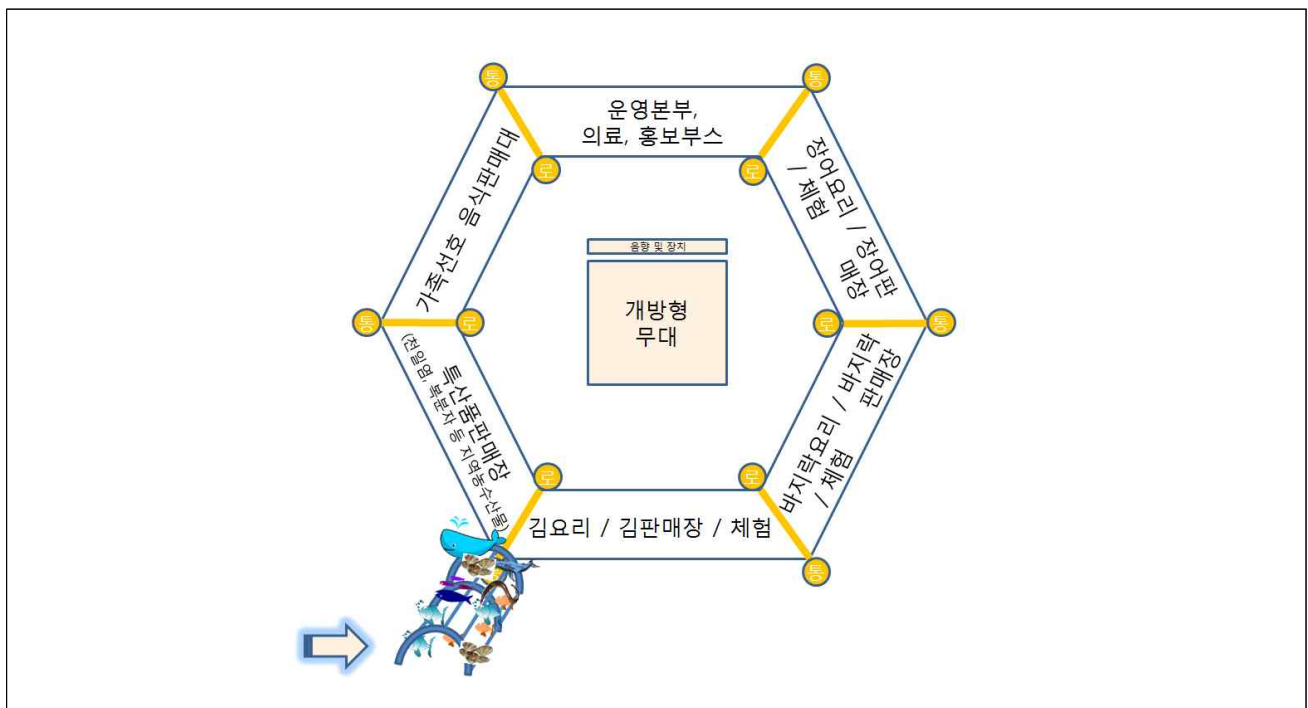 통
통
운영본부,
의료, 홍보부스
로
로
가족선호 음식판매대
장어요리 / 장어판
매장
/ 체험
음향 및 장치
개방형
무대
통
로
로
통
특산품판매장
(천일염, 복분자 등 지역농수산물)
바지락요리 / 바지락
판매장
/ 체험
로
로
김요리 / 김판매장 / 체험
통